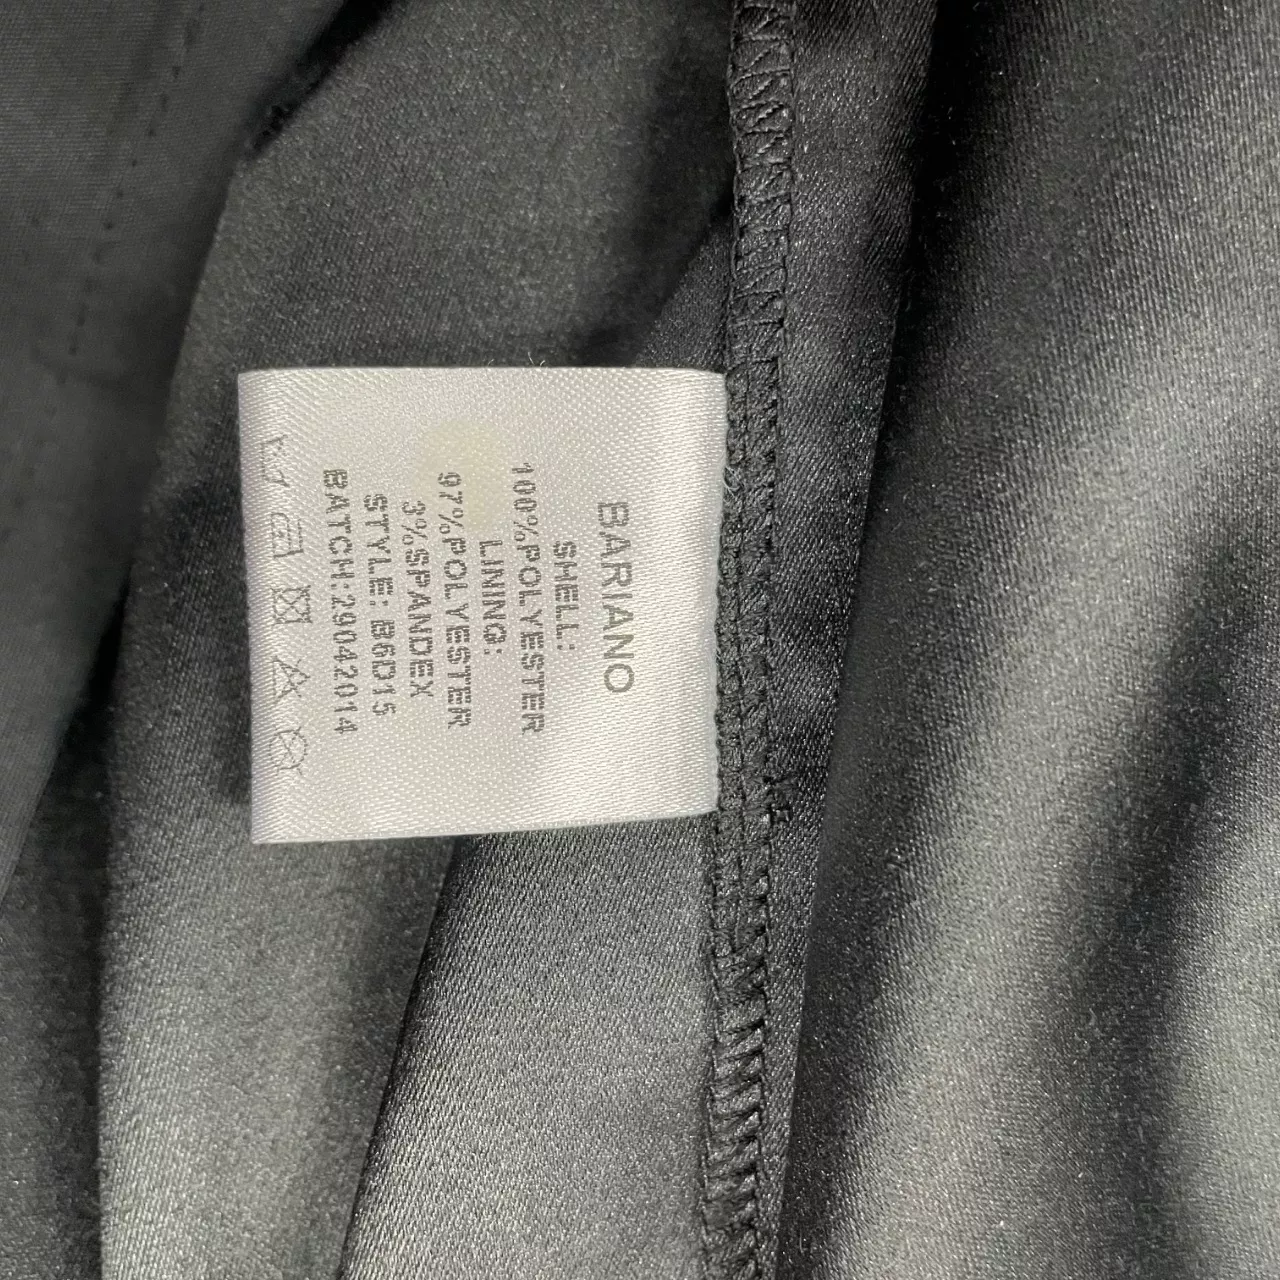 BARIANO
SHELL:
100%POLYESTER
LINING:
97%POLYESTER
3%SPANDEX
STYLE: B6D15
BATCH:29042014